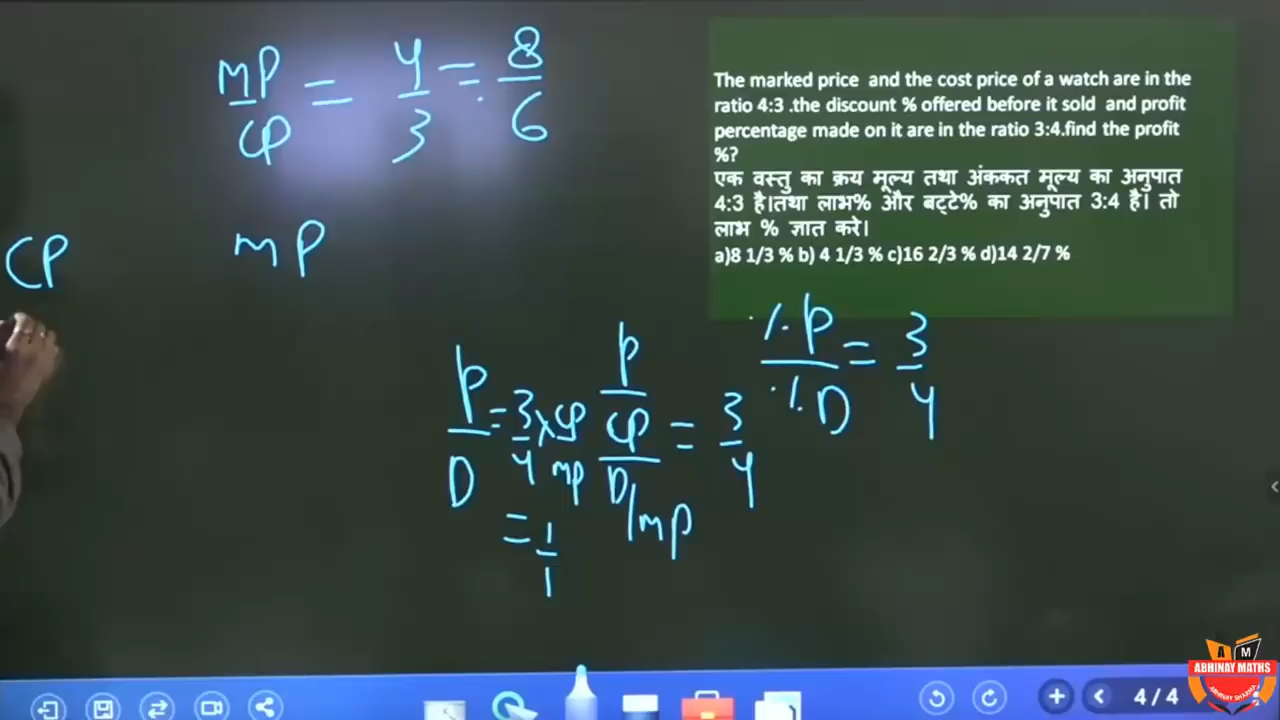 MP/CP = 4/3 = 8/6
The marked price and the cost price of a watch are in the
ratio 4:3 .the discount % offered before it sold and profit
percentage made on it are in the ratio 3:4.find the profit
%?
एक वस्तु का क्रय मूल्य तथा अंककत मूल्य का अनुपात
4:3 है।तथा लाभ% और बट्टे% का अनुपात 3:4 है। तो
लाभ % ज्ञात करे।
a)8 1/3 % b) 4 1/3 % c)16 2/3 % d)14 2/7 %
CP MP
%P/%D = 3/4
P/CP / D/MP = 3/4
P/D = 3/4 × CP/MP
= 1/1
4 / 4
A M
ABHINAY MATHS
ABHINAY SHARMA